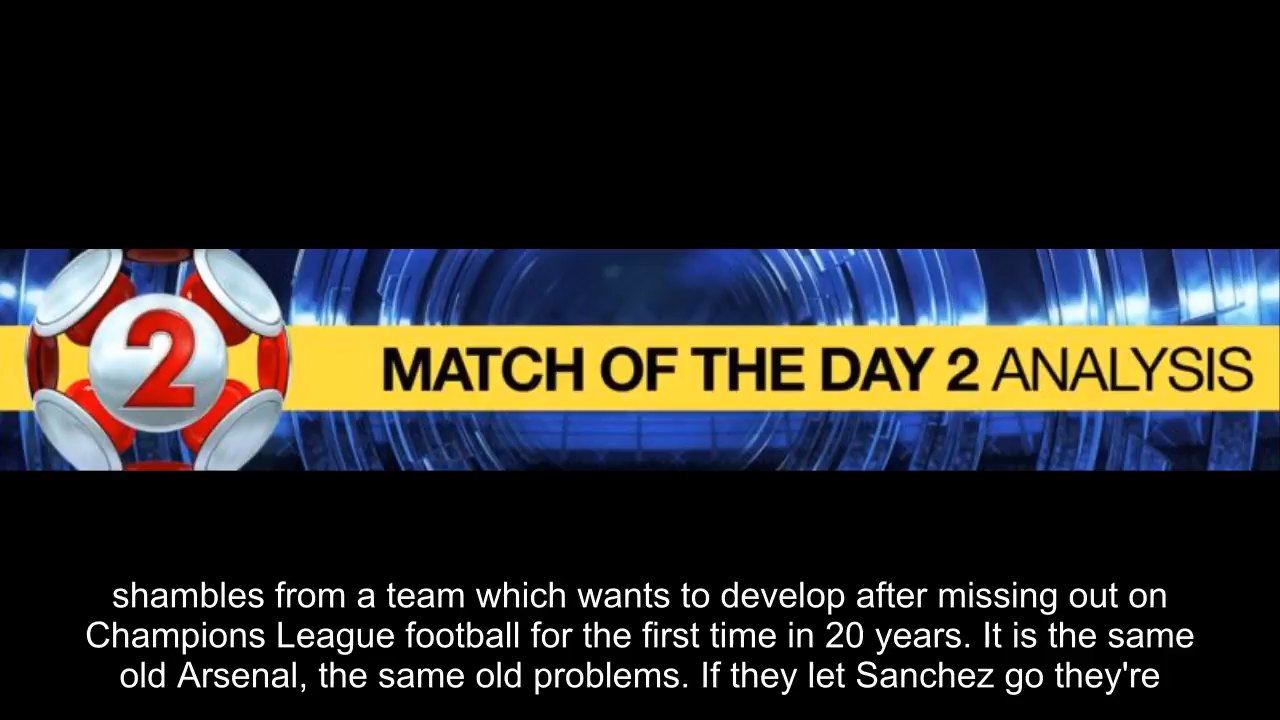 2
MATCH OF THE DAY 2 ANALYSIS
shambles from a team which wants to develop after missing out on
Champions League football for the first time in 20 years. It is the same
old Arsenal, the same old problems. If they let Sanchez go they're